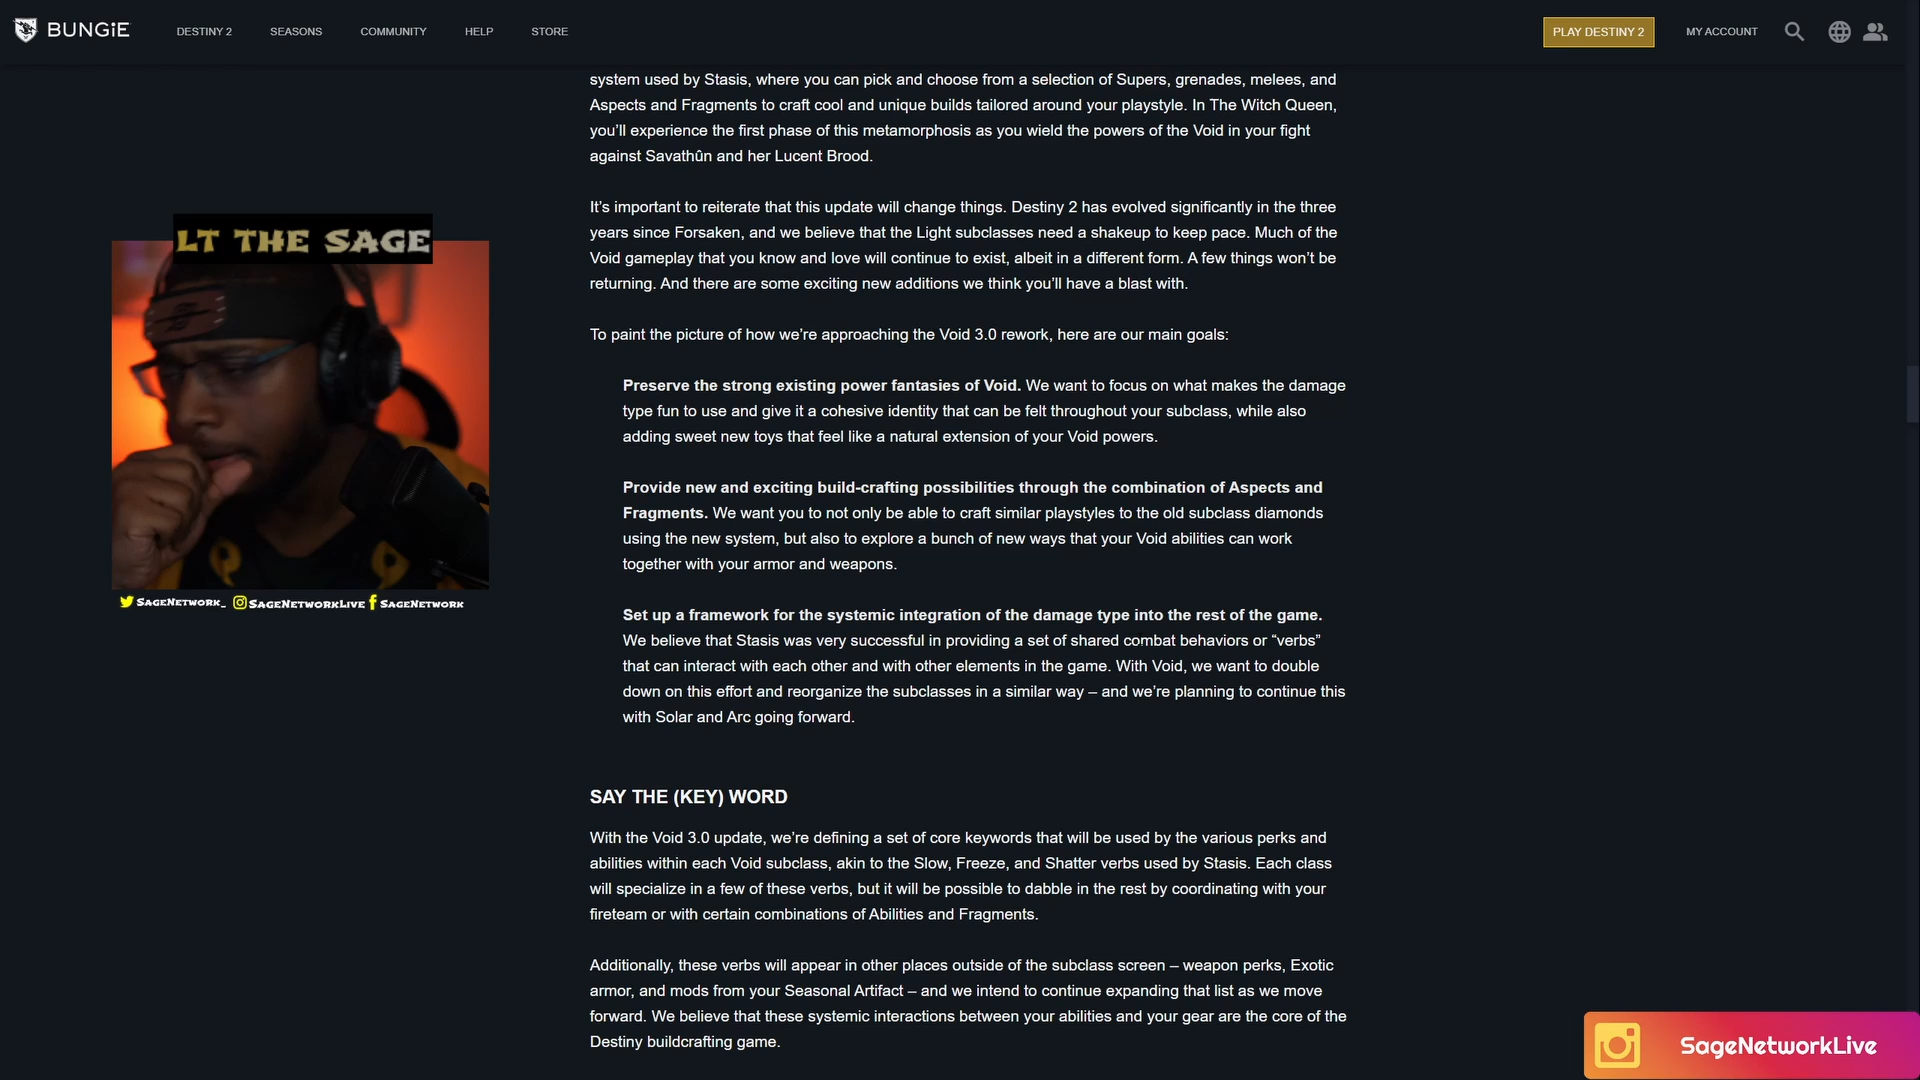 BUNGiE
DESTINY 2
SEASONS
COMMUNITY
HELP
STORE
PLAY DESTINY 2
MY ACCOUNT
system used by Stasis, where you can pick and choose from a selection of Supers, grenades, melees, and
Aspects and Fragments to craft cool and unique builds tailored around your playstyle. In The Witch Queen,
you’ll experience the first phase of this metamorphosis as you wield the powers of the Void in your fight
against Savathûn and her Lucent Brood.
It’s important to reiterate that this update will change things. Destiny 2 has evolved significantly in the three
years since Forsaken, and we believe that the Light subclasses need a shakeup to keep pace. Much of the
Void gameplay that you know and love will continue to exist, albeit in a different form. A few things won’t be
returning. And there are some exciting new additions we think you’ll have a blast with.
To paint the picture of how we’re approaching the Void 3.0 rework, here are our main goals:
Preserve the strong existing power fantasies of Void. We want to focus on what makes the damage
type fun to use and give it a cohesive identity that can be felt throughout your subclass, while also
adding sweet new toys that feel like a natural extension of your Void powers.
Provide new and exciting build-crafting possibilities through the combination of Aspects and
Fragments. We want you to not only be able to craft similar playstyles to the old subclass diamonds
using the new system, but also to explore a bunch of new ways that your Void abilities can work
together with your armor and weapons.
Set up a framework for the systemic integration of the damage type into the rest of the game.
We believe that Stasis was very successful in providing a set of shared combat behaviors or “verbs”
that can interact with each other and with other elements in the game. With Void, we want to double
down on this effort and reorganize the subclasses in a similar way – and we’re planning to continue this
with Solar and Arc going forward.
SAY THE (KEY) WORD
With the Void 3.0 update, we’re defining a set of core keywords that will be used by the various perks and
abilities within each Void subclass, akin to the Slow, Freeze, and Shatter verbs used by Stasis. Each class
will specialize in a few of these verbs, but it will be possible to dabble in the rest by coordinating with your
fireteam or with certain combinations of Abilities and Fragments.
Additionally, these verbs will appear in other places outside of the subclass screen – weapon perks, Exotic
armor, and mods from your Seasonal Artifact – and we intend to continue expanding that list as we move
forward. We believe that these systemic interactions between your abilities and your gear are the core of the
Destiny buildcrafting game.
LT THE SAGE
SAGENETWORK_ SAGENETWORKLIVE SAGENETWORK
SageNetworkLive